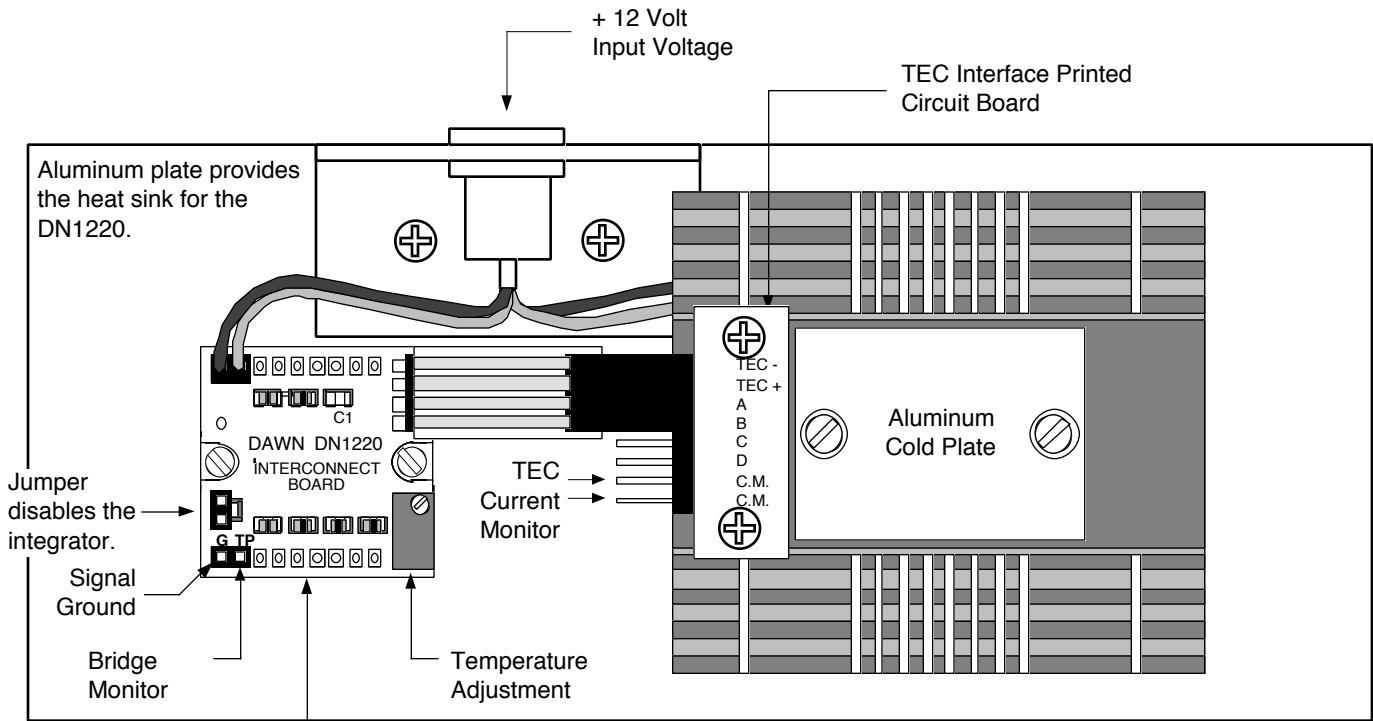 + 12 Volt
Input Voltage
TEC Interface Printed
Circuit Board
Aluminum plate provides
the heat sink for the
DN1220.
C1
DAWN DN1220
INTERCONNECT
BOARD
G TP
TEC -
TEC +
A
B
C
D
C.M.
C.M.
Aluminum
Cold Plate
TEC
Current
Monitor
Jumper
disables the
integrator.
Signal
Ground
Bridge
Monitor
Temperature
Adjustment